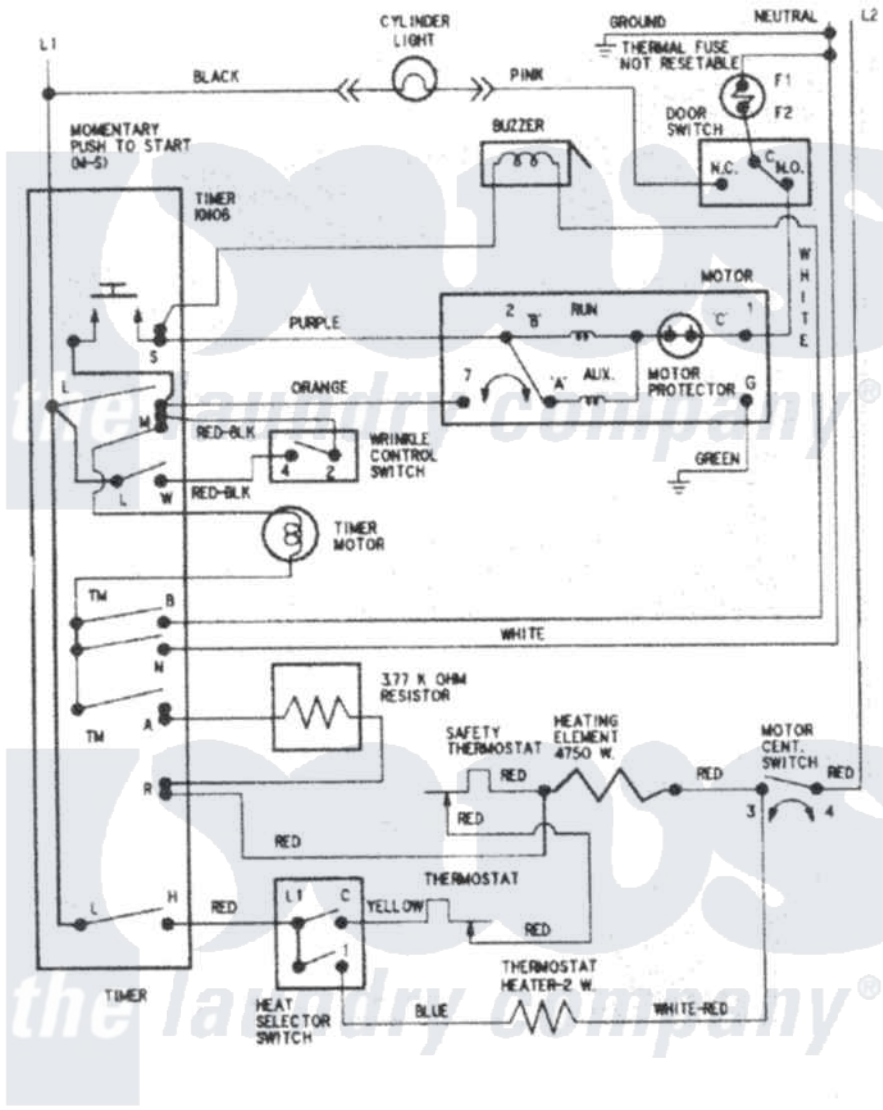 CYLINDER
LIGHT
GROUND
NEUTRAL
L2
L1
THERMAL FUSE
NOT RESETABLE
BLACK
PINK
F1
F2
DOOR
SWITCH
BUZZER
MOMENTARY
PUSH TO START
(M-S)
N.C.
C
N.O.
TIMER
WHITE
MOTOR
2
"B"
RUN
"C"
1
PURPLE
S
L
ORANGE
7
"A"
AUX.
MOTOR
PROTECTOR
G
M
RED-BLK
WRINKLE
CONTROL
SWITCH
4
2
GREEN
L
W
RED-BLK
TIMER
MOTOR
TM
B
WHITE
N
3.77 K OHM
RESISTOR
A
TM
SAFETY
THERMOSTAT
HEATING
ELEMENT
4750 W.
MOTOR
CENT.
SWITCH
RED
RED
RED
R
RED
3
4
RED
THERMOSTAT
L
H
RED
L1
C
YELLOW
RED
1
TIMER
THERMOSTAT
HEATER-2 W.
HEAT
SELECTOR
SWITCH
BLUE
WHITE-RED
the laundry company®
the laundry company®